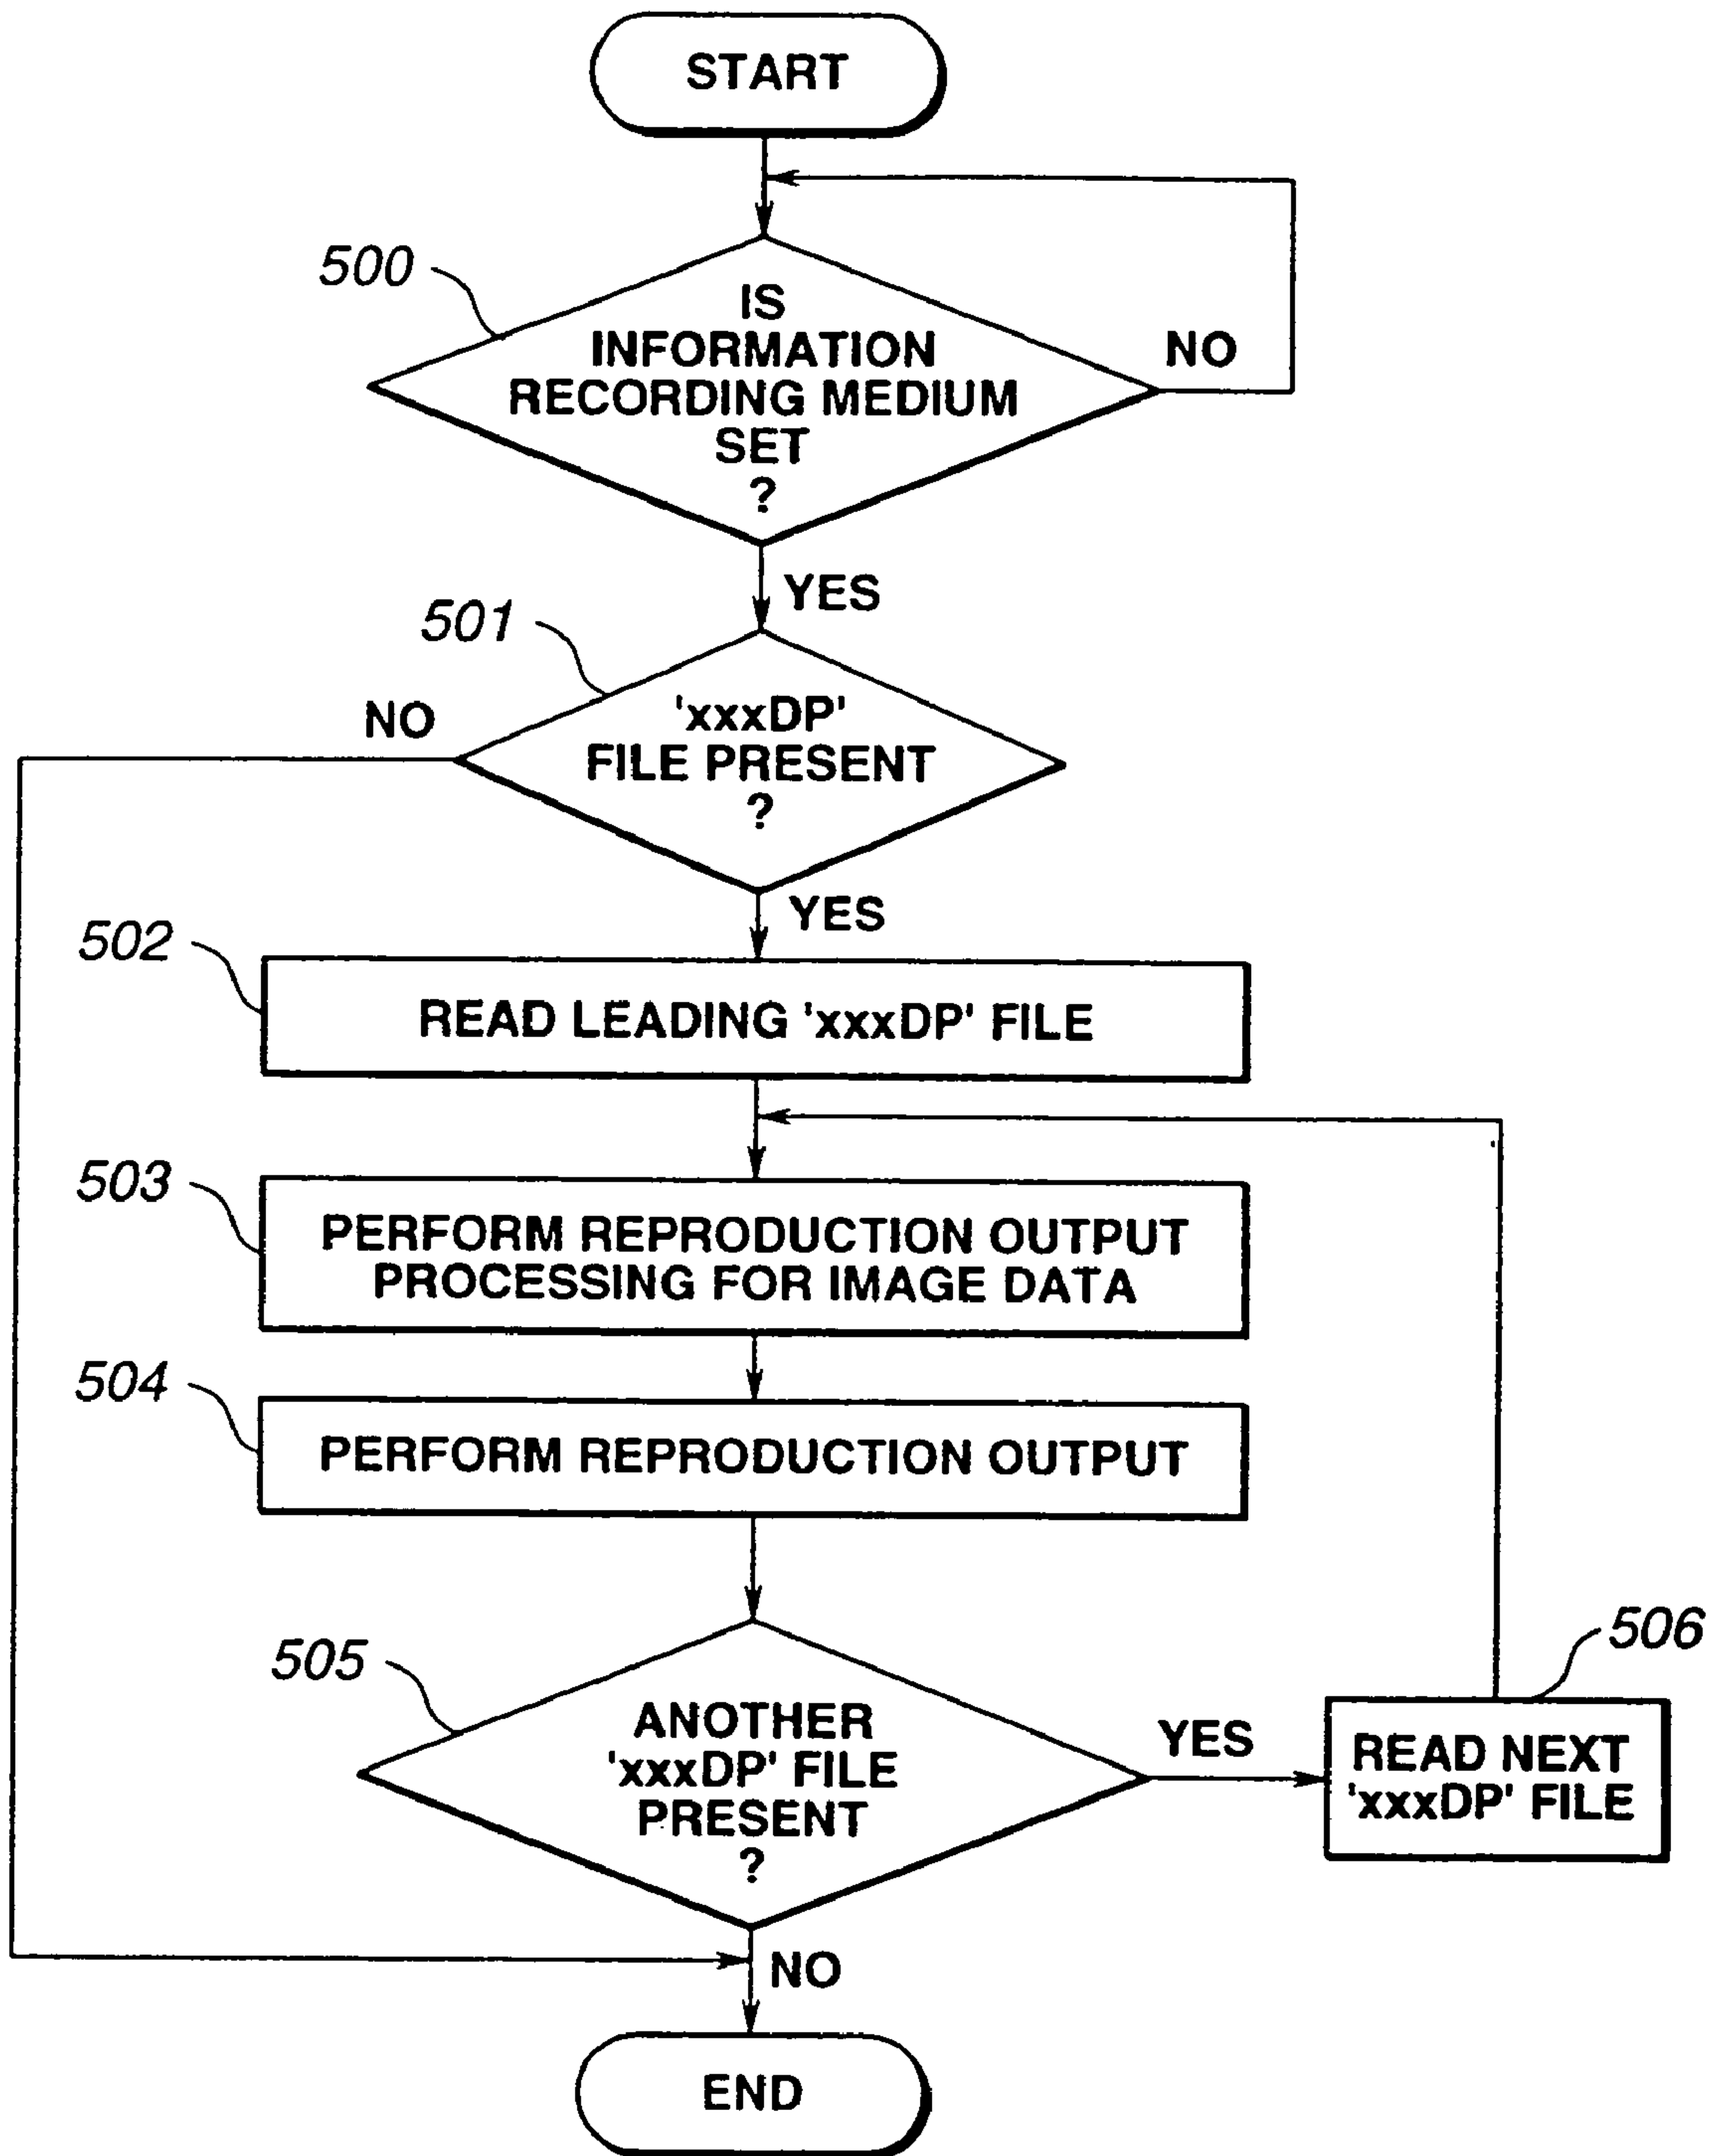 START
500
IS
INFORMATION
RECORDING MEDIUM
SET
?
NO
YES
501
'xxxDP'
FILE PRESENT
?
NO
YES
502
READ LEADING 'xxxDP' FILE
503
PERFORM REPRODUCTION OUTPUT
PROCESSING FOR IMAGE DATA
504
PERFORM REPRODUCTION OUTPUT
505
ANOTHER
'xxxDP' FILE
PRESENT
?
YES
506
READ NEXT
'xxxDP' FILE
NO
END